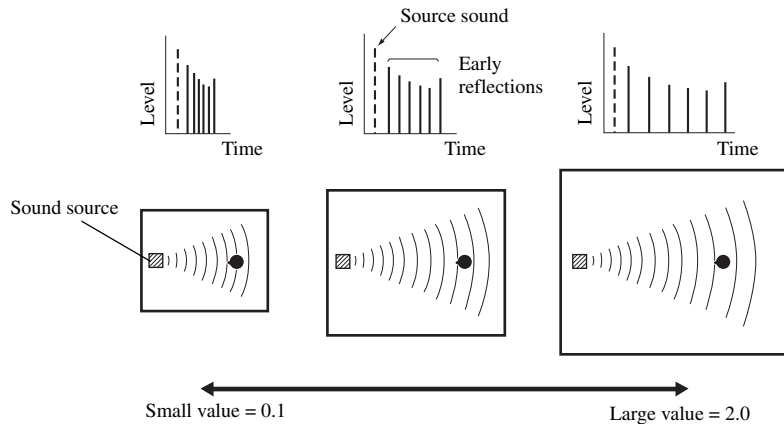 Source sound
Early
reflections
Level
Time
Level
Time
Level
Time
Sound source
Small value = 0.1
Large value = 2.0